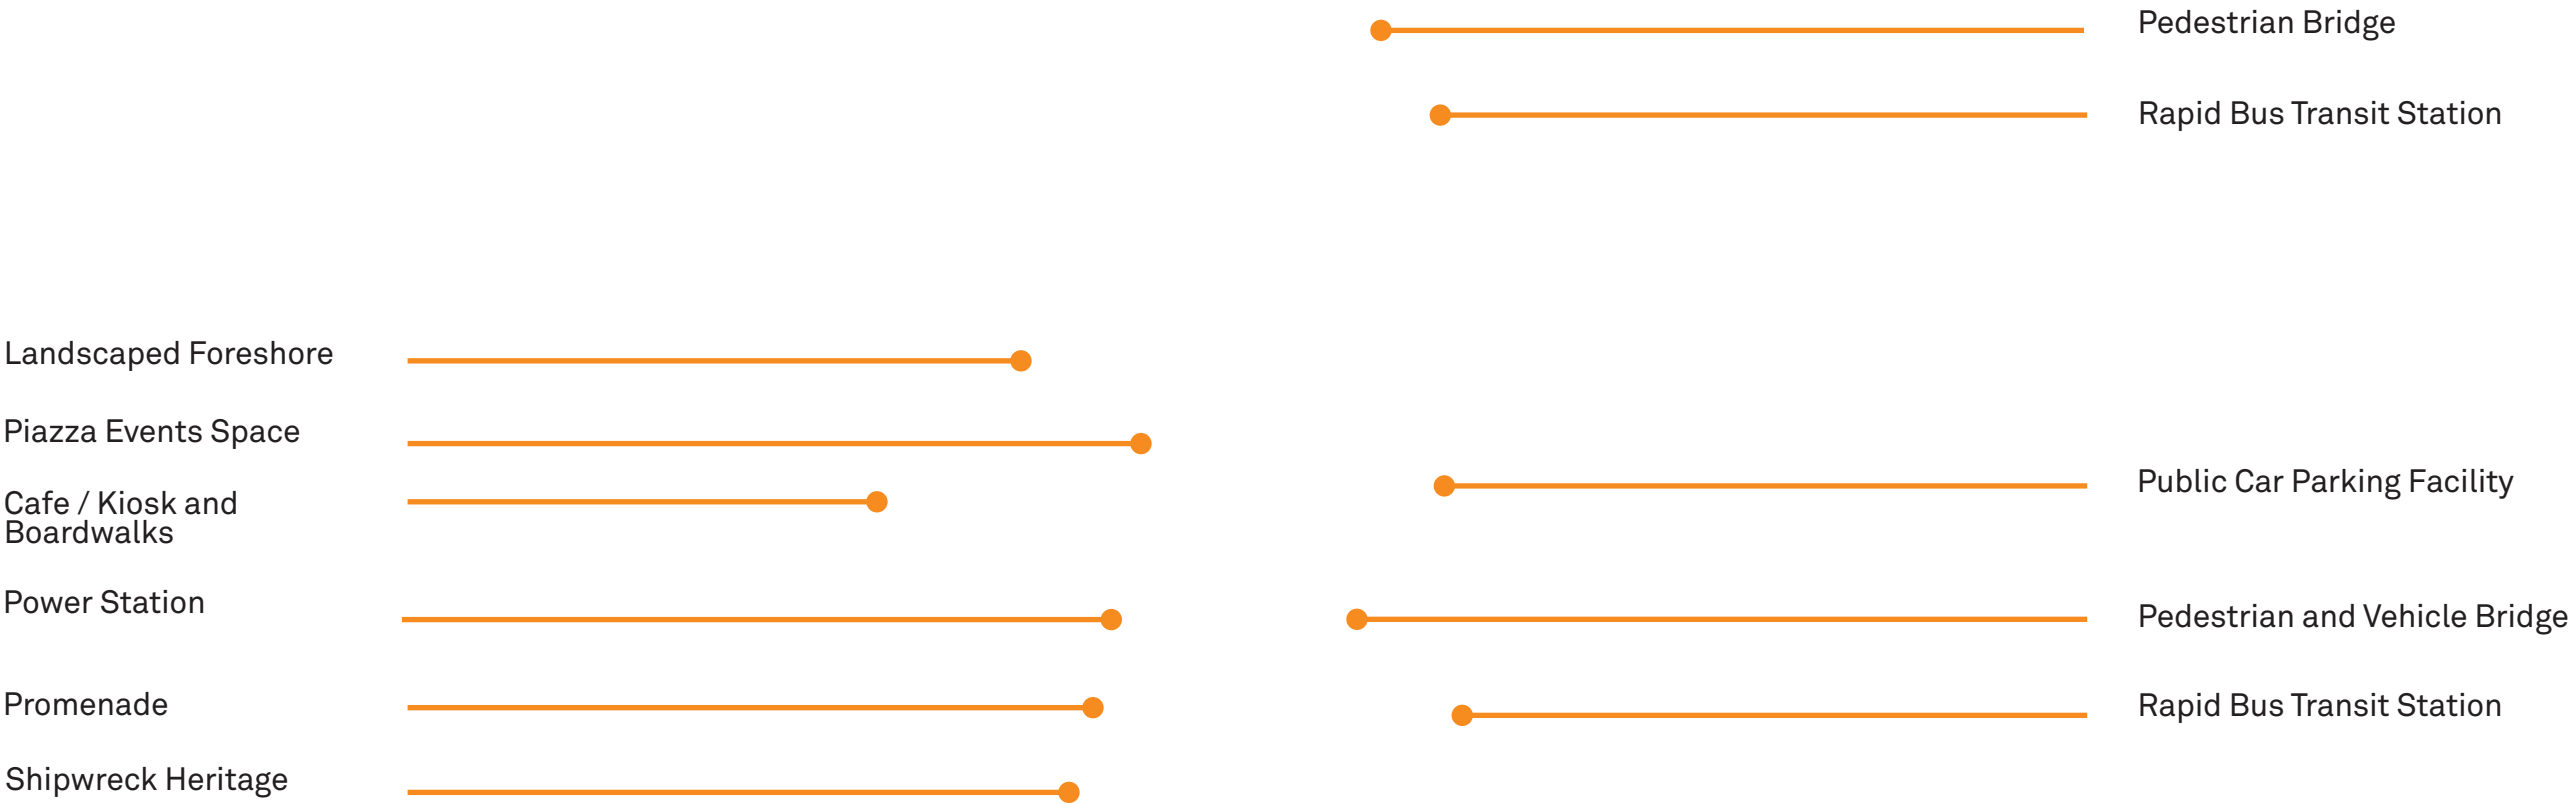 Pedestrian Bridge
Rapid Bus Transit Station
Landscaped Foreshore
Piazza Events Space
Cafe / Kiosk and
Boardwalks
Power Station
Promenade
Shipwreck Heritage
Public Car Parking Facility
Pedestrian and Vehicle Bridge
Rapid Bus Transit Station